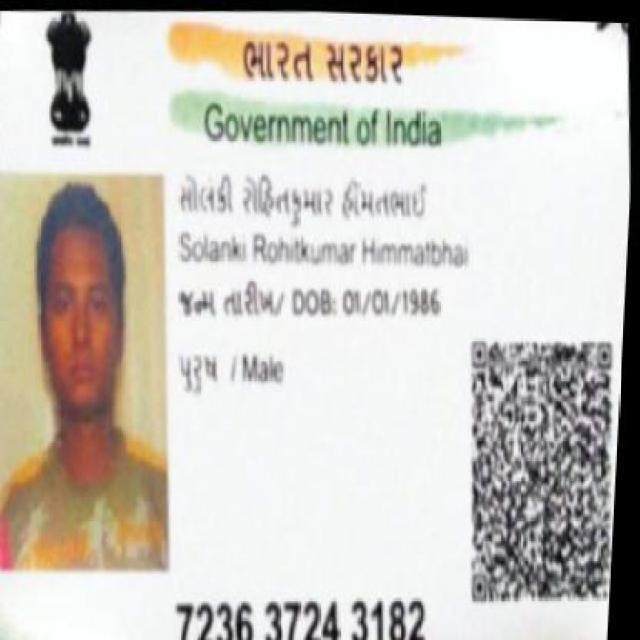 ભારત સરકાર
Government of India
સોલંકી રોહિતકુમાર હીંમતભાઈ
Solanki Rohitkumar Himmatbhai
જન્મ તારીખ/ DOB: 01/01/1986
પુરુષ / Male
7236 3724 3182